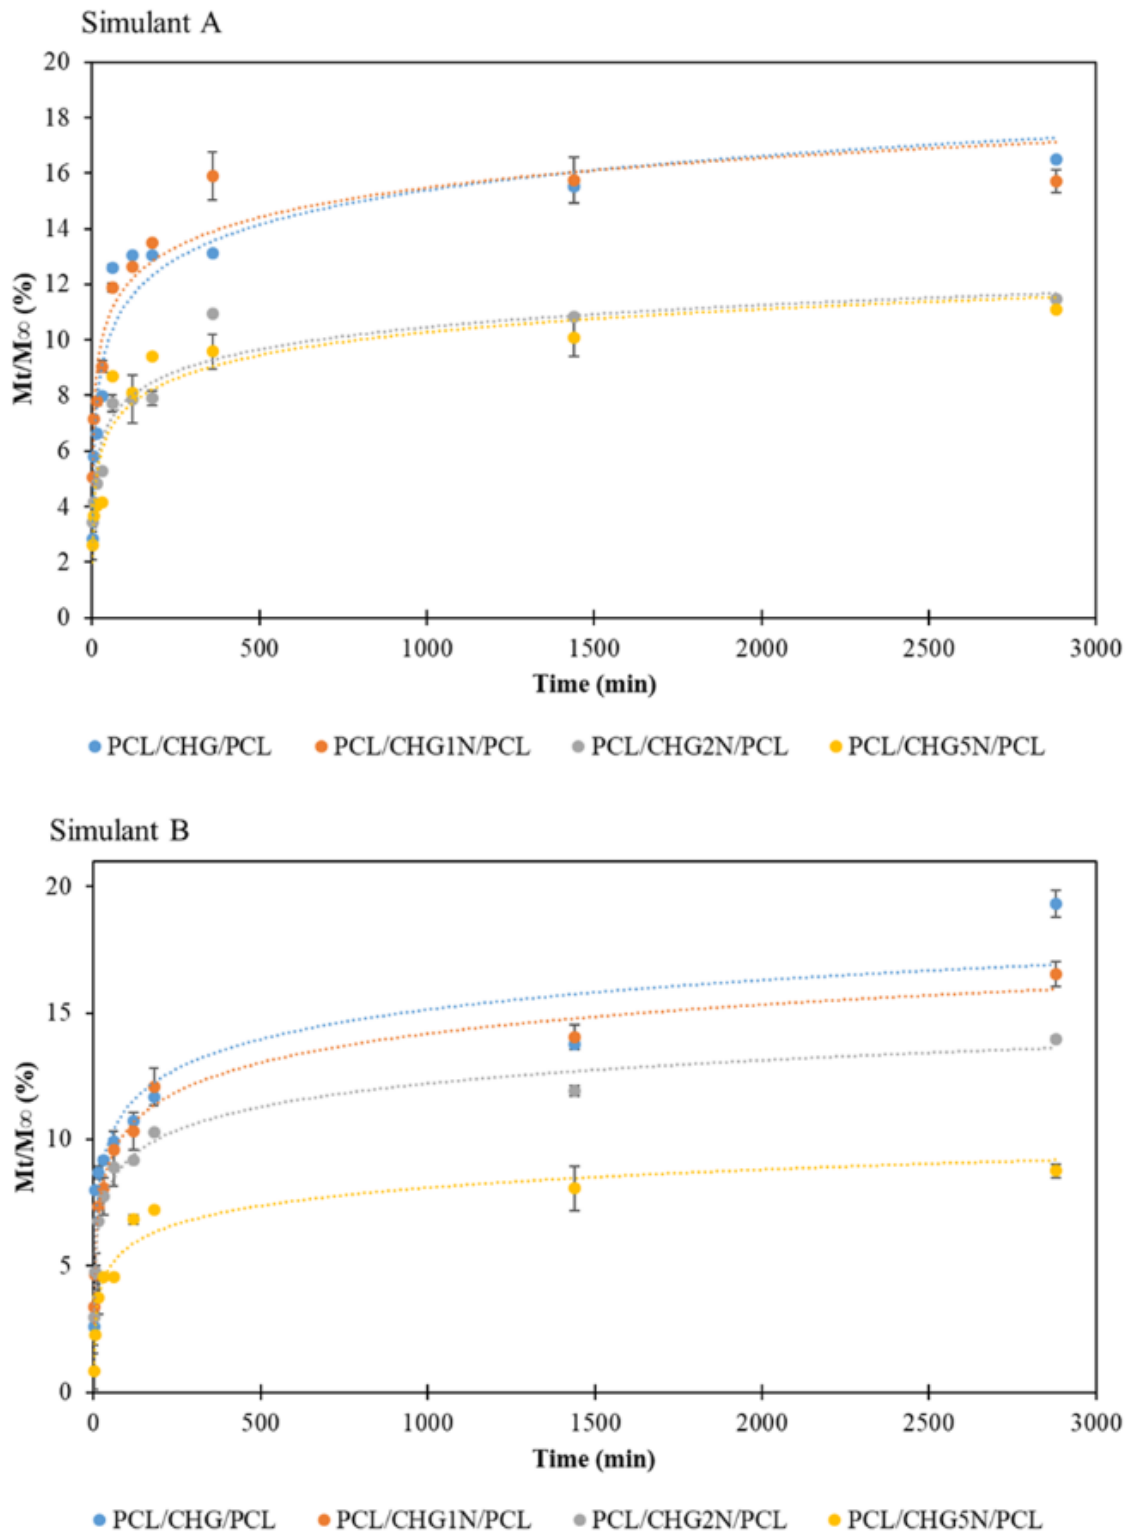 Simulant A
20
18
16
14
12
10
8
6
4
2
0
Mt/M∞ (%)
0 500 1000 1500 2000 2500 3000
Time (min)
PCL/CHG/PCL PCL/CHG1N/PCL PCL/CHG2N/PCL PCL/CHG5N/PCL
Simulant B
20
15
10
5
0
Mt/M∞ (%)
0 500 1000 1500 2000 2500 3000
Time (min)
PCL/CHG/PCL PCL/CHG1N/PCL PCL/CHG2N/PCL PCL/CHG5N/PCL